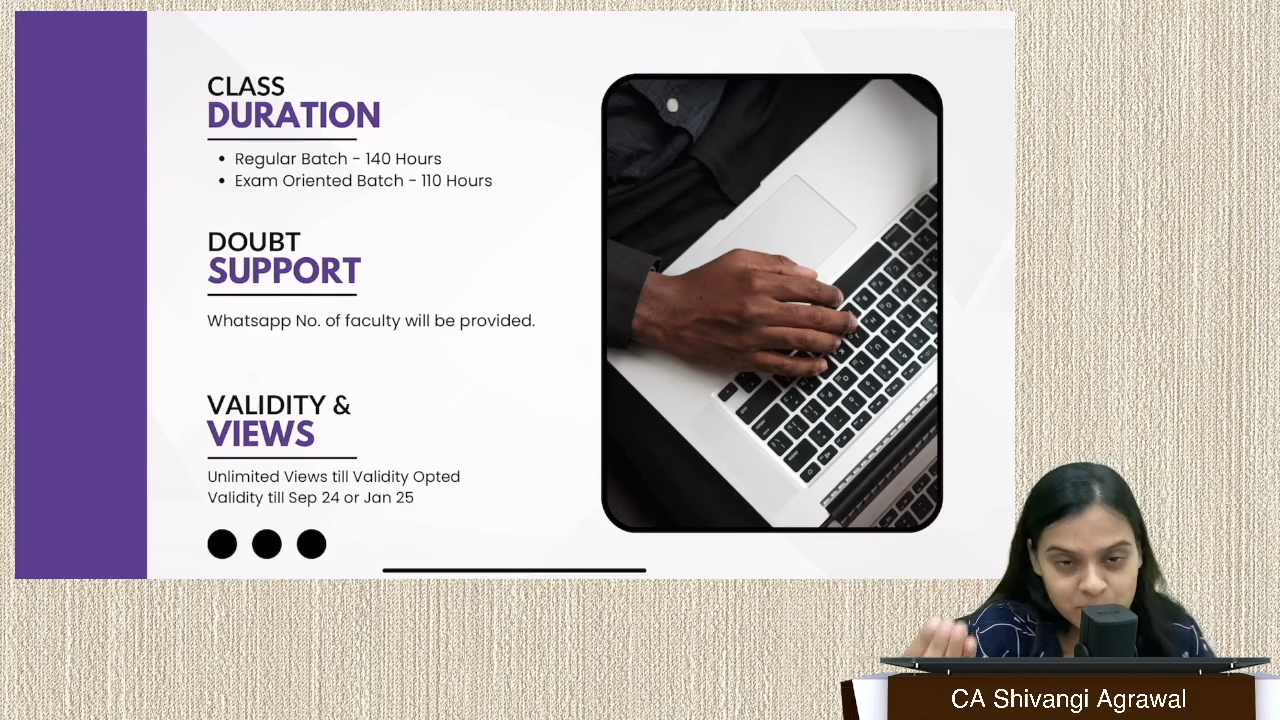 CLASS
DURATION
• Regular Batch - 140 Hours
• Exam Oriented Batch - 110 Hours
DOUBT
SUPPORT
Whatsapp No. of faculty will be provided.
VALIDITY &
VIEWS
Unlimited Views till Validity Opted
Validity till Sep 24 or Jan 25
CA Shivangi Agrawal